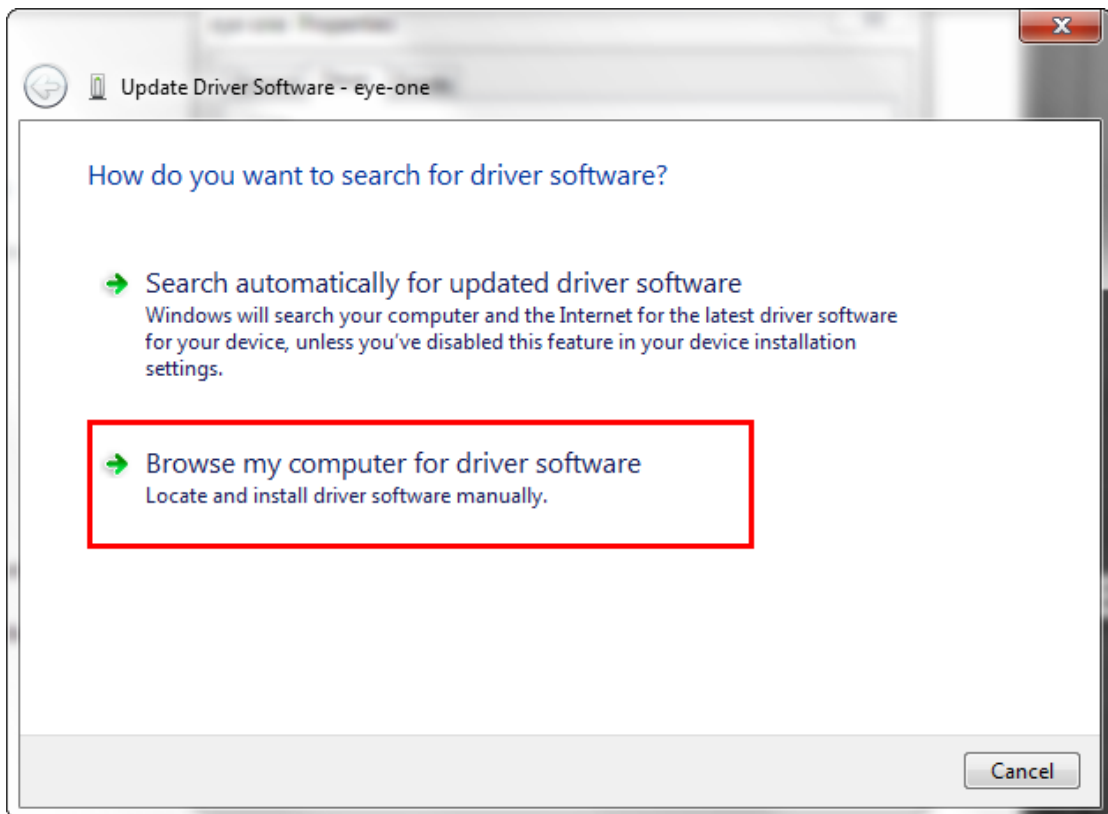 Update Driver Software - eye-one
How do you want to search for driver software?
Search automatically for updated driver software
Windows will search your computer and the Internet for the latest driver software
for your device, unless you've disabled this feature in your device installation
settings.
Browse my computer for driver software
Locate and install driver software manually.
Cancel